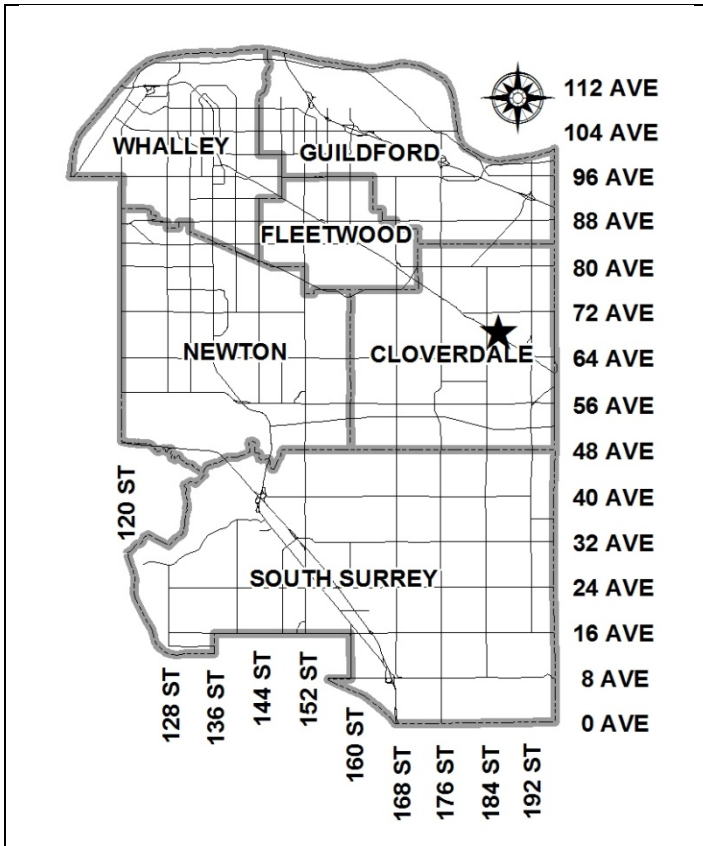 112 AVE
104 AVE
WHALLEY
GUILDFORD
96 AVE
88 AVE
FLEETWOOD
80 AVE
72 AVE
NEWTON
CLOVERDALE
64 AVE
56 AVE
48 AVE
120 ST
40 AVE
32 AVE
SOUTH SURREY
24 AVE
16 AVE
128 ST
136 ST
144 ST
152 ST
8 AVE
160 ST
0 AVE
168 ST
176 ST
184 ST
192 ST